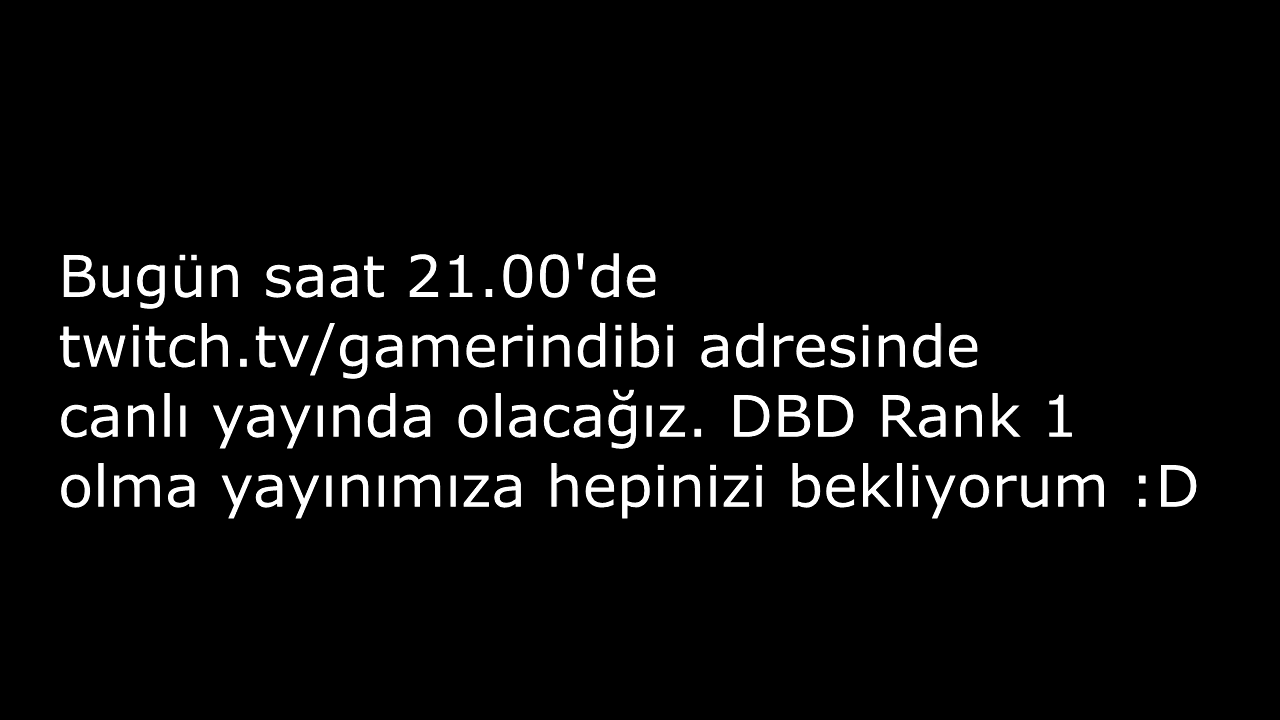 Bugün saat 21.00'de
twitch.tv/gamerindibi adresinde
canlı yayında olacağız. DBD Rank 1
olma yayınımıza hepinizi bekliyorum :D